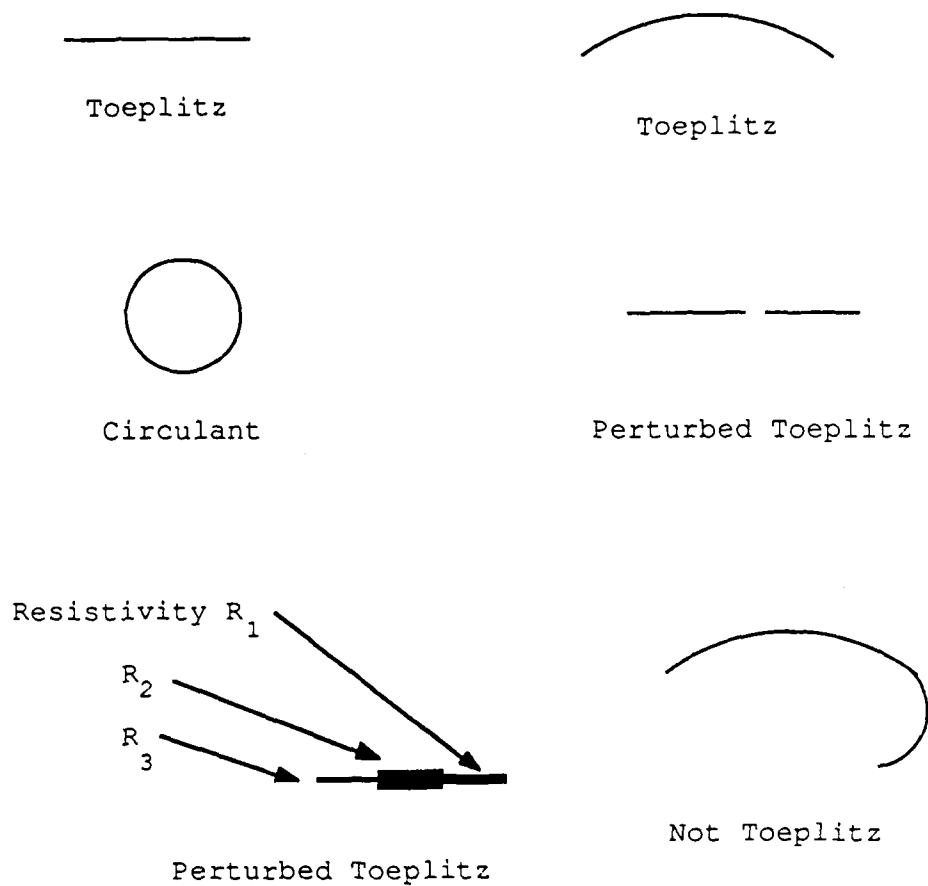 Toeplitz
Toeplitz
Circulant
Perturbed Toeplitz
Resistivity R1
R2
R3
Perturbed Toeplitz
Not Toeplitz